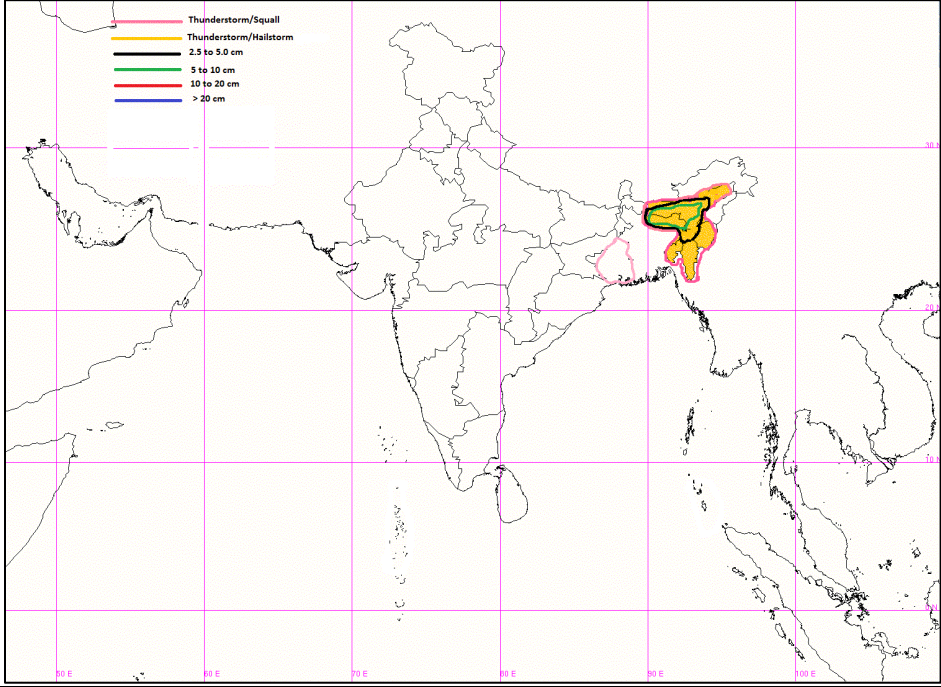 Thunderstorm/Squall
Thunderstorm/Hailstorm
2.5 to 5.0 cm
5 to 10 cm
10 to 20 cm
> 20 cm
30 N
20 N
10 N
0 N
50 E
60 E
70 E
80 E
90 E
100 E